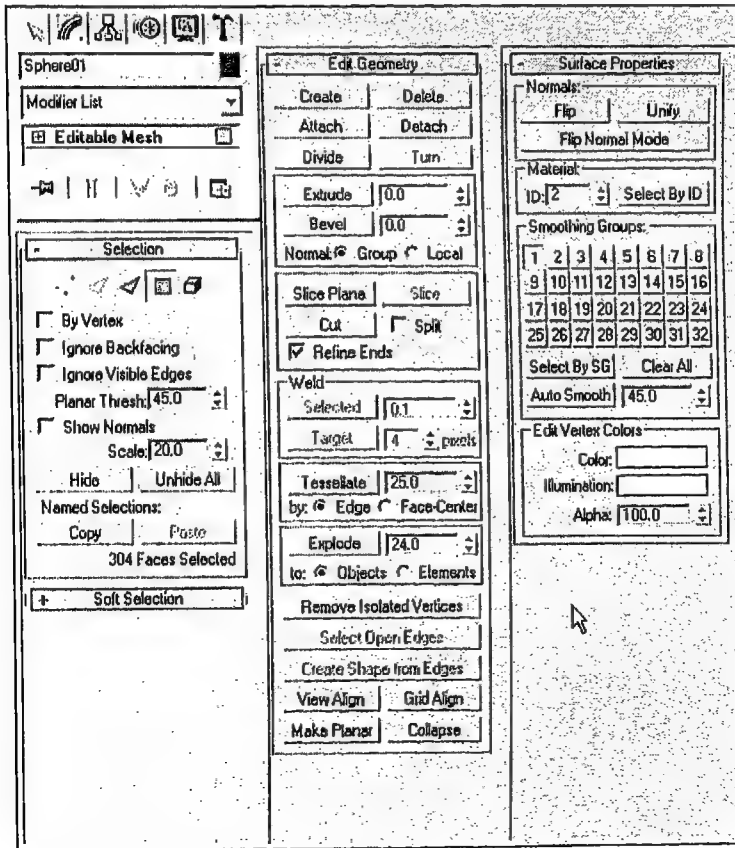 Sphere01
Modifier List
Editable Mesh
- Selection
By Vertex
Ignore Backfacing
Ignore Visible Edges
Planar Thresh: 45.0
Show Normals
Scale: 20.0
Hide Unhide All
Named Selections:
Copy Paste
304 Faces Selected
+ Soft Selection
- Edit Geometry
Create Delete
Attach Detach
Divide Turn
Extrude 0.0
Bevel 0.0
Normal: Group Local
Slice Plane Slice
Cut Split
Refine Ends
Weld
Selected 0.1
Target 4 pixels
Tessellate 25.0
by: Edge Face-Center
Explode 24.0
to: Objects Elements
Remove Isolated Vertices
Select Open Edges
Create Shape from Edges
View Align Grid Align
Make Planar Collapse
- Surface Properties
Normals:
Flip Unify
Flip Normal Mode
Material:
ID: 2 Select By ID
Smoothing Groups:
1 2 3 4 5 6 7 8
9 10 11 12 13 14 15 16
17 18 19 20 21 22 23 24
25 26 27 28 29 30 31 32
Select By SG Clear All
Auto Smooth 45.0
Edit Vertex Colors
Color:
Illumination:
Alpha: 100.0